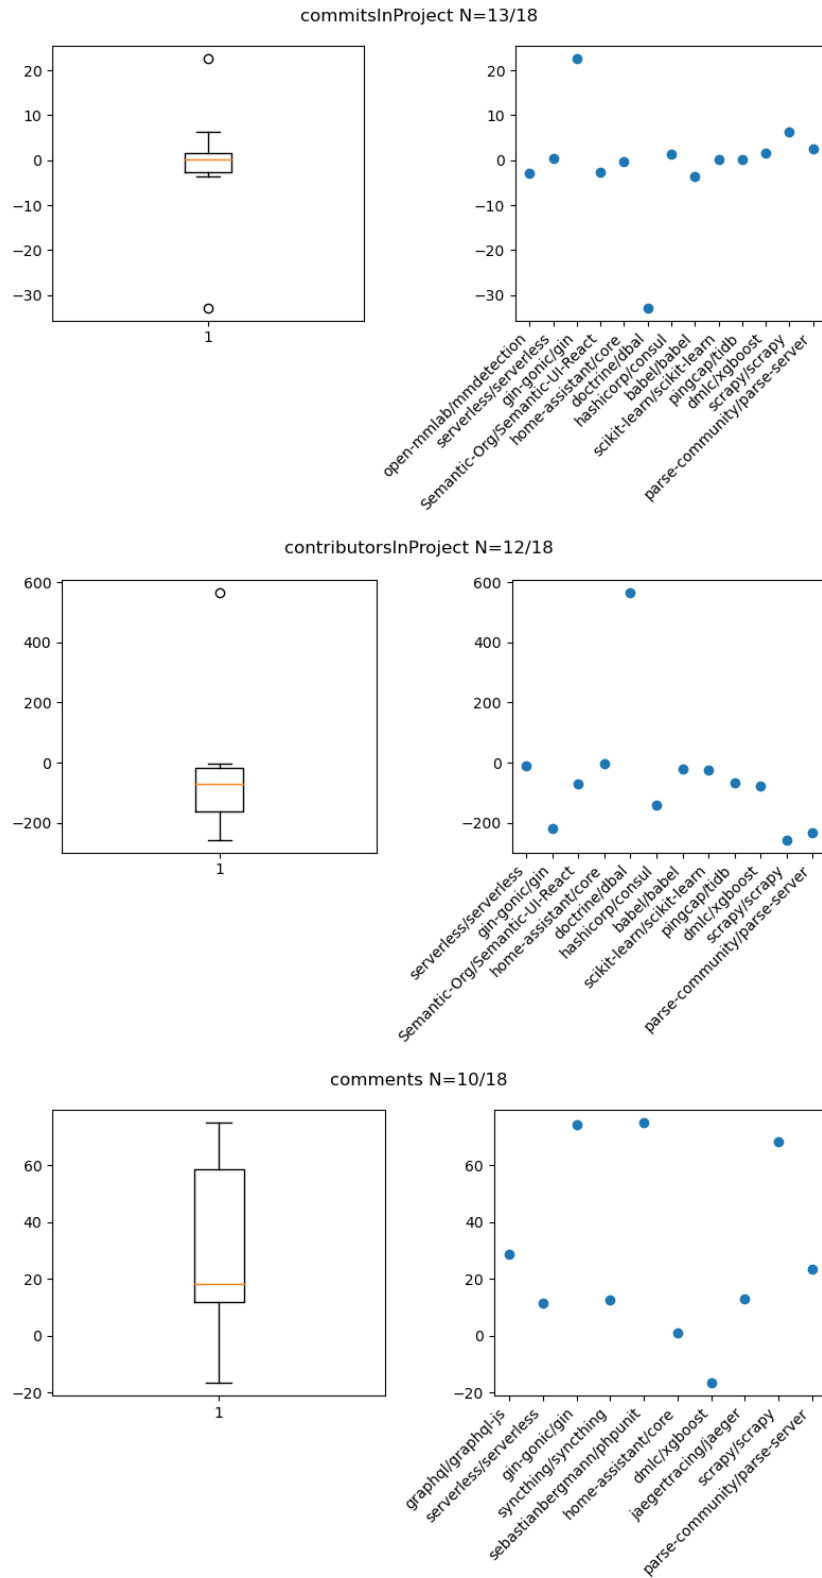 commitsInProject N=13/18
20
10
0
−10
−20
−30
1
20
10
0
−10
−20
−30
open-mmlab/mmdetection
serverless/serverless
gin-gonic/gin
Semantic-Org/Semantic-UI-React
home-assistant/core
doctrine/dbal
hashicorp/consul
babel/babel
scikit-learn/scikit-learn
pingcap/tidb
dmlc/xgboost
scrapy/scrapy
parse-community/parse-server
contributorsInProject N=12/18
600
400
200
0
−200
1
600
400
200
0
−200
serverless/serverless
gin-gonic/gin
Semantic-Org/Semantic-UI-React
home-assistant/core
doctrine/dbal
hashicorp/consul
babel/babel
scikit-learn/scikit-learn
pingcap/tidb
dmlc/xgboost
scrapy/scrapy
parse-community/parse-server
comments N=10/18
60
40
20
0
−20
1
60
40
20
0
−20
graphql/graphql-js
serverless/serverless
gin-gonic/gin
syncthing/syncthing
sebastianbergmann/phpunit
home-assistant/core
dmlc/xgboost
jaegertracing/jaeger
scrapy/scrapy
parse-community/parse-server